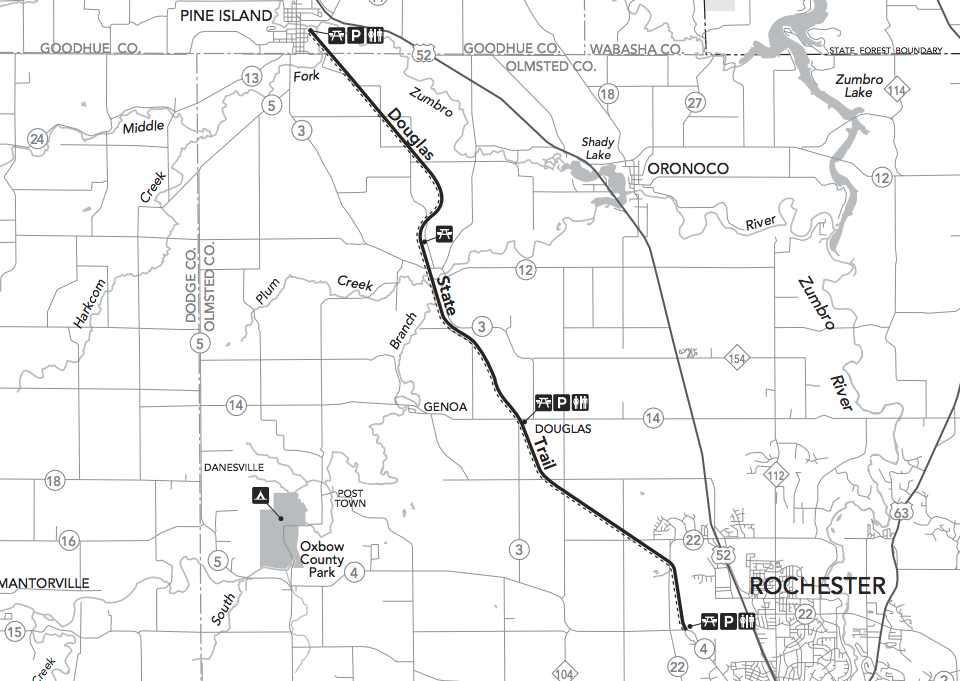 PINE ISLAND
P
GOODHUE CO.
52
GOODHUE CO.
WABASHA CO.
OLMSTED CO.
STATE FOREST BOUNDARY
13
Fork
5
Zumbro
18
27
Zumbro
Lake
114
3
Middle
24
Douglas
Shady
Lake
ORONOCO
12
Creek
River
DODGE CO.
OLMSTED CO.
Harkcom
Plum
Creek
State
12
Zumbro
Branch
3
5
154
River
14
GENOA
P
DOUGLAS
14
Trail
DANESVILLE
18
POST
TOWN
112
63
16
Oxbow
County
Park
5
4
3
22
52
MANTORVILLE
ROCHESTER
South
22
15
P
4
22
104
Creek
2